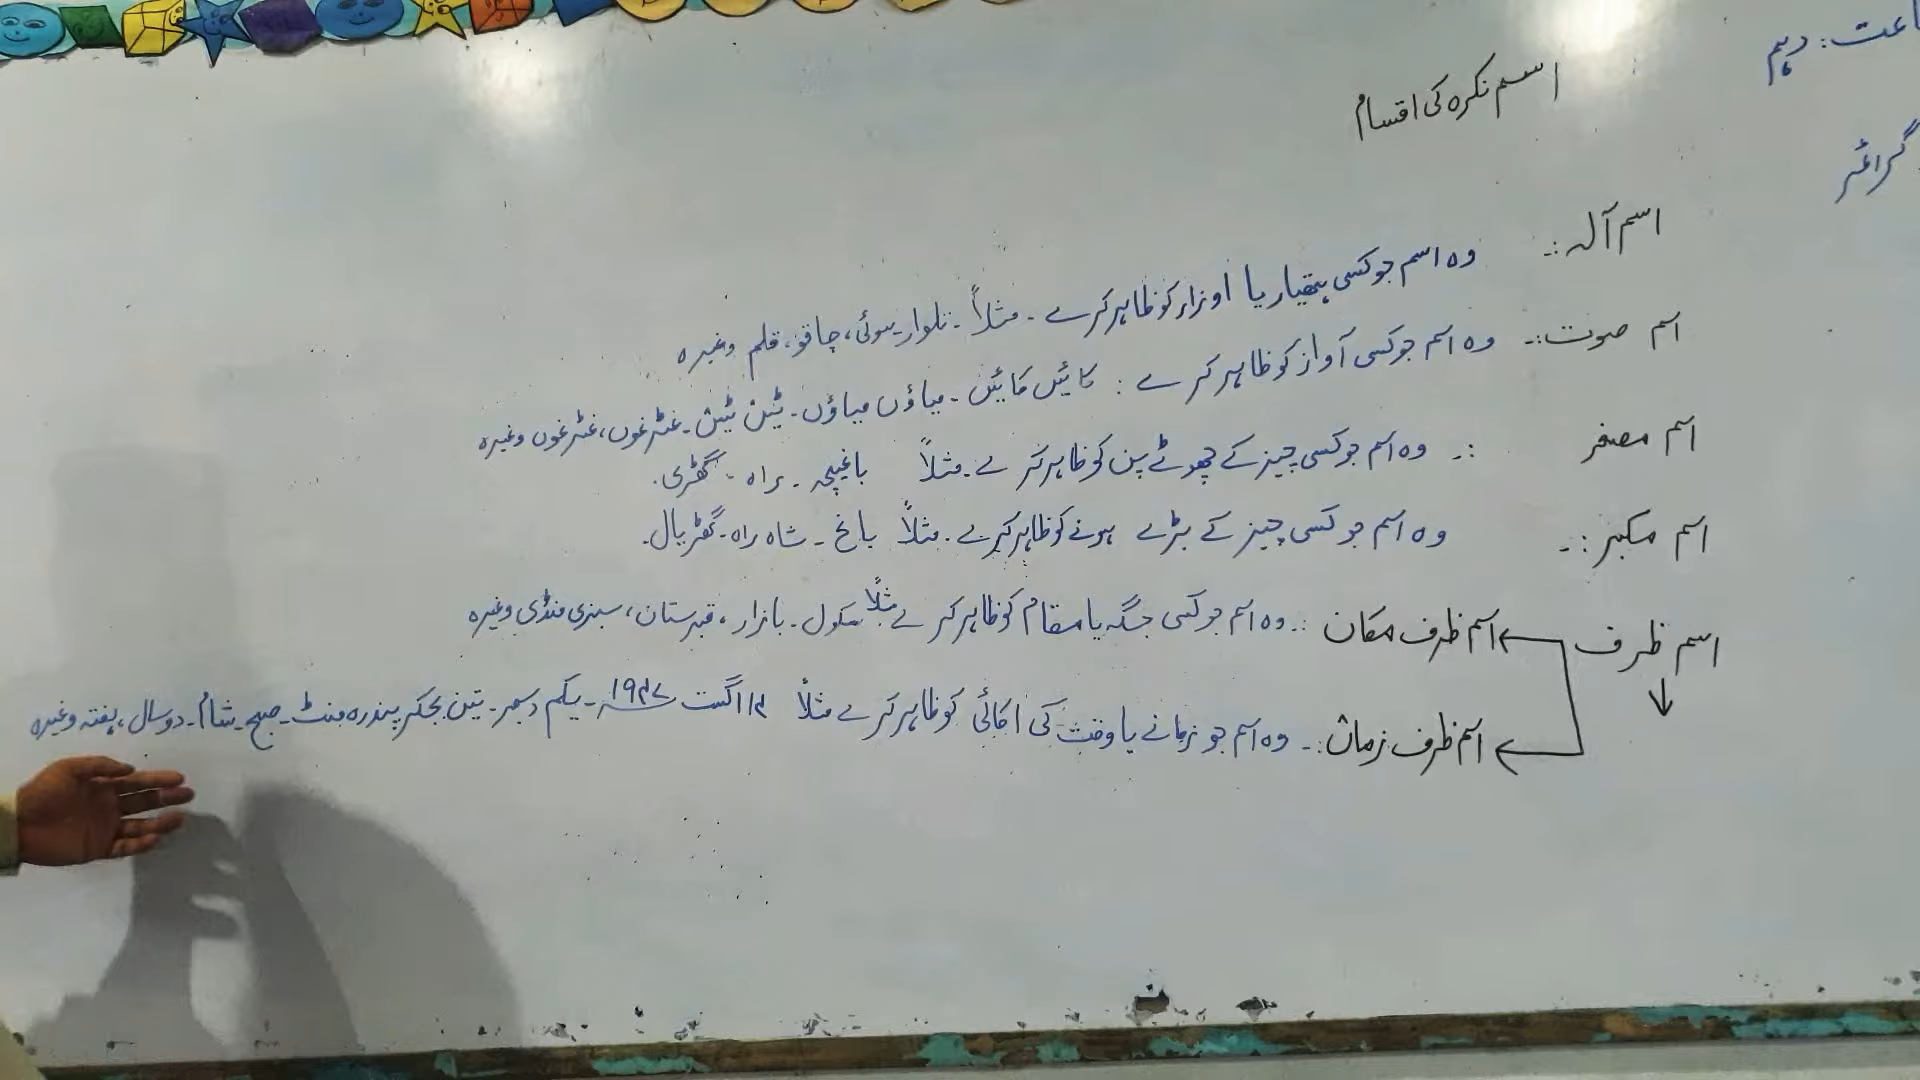 جماعت: دہم
اسم نکرہ کی اقسام
گرائمر
اسم آلہ :۔ وہ اسم جو کسی ہتھیار یا اوزار کو ظاہر کرے ۔ مثلاً ۔ تلوار۔سوئی، چاقو، قلم وغیرہ
اسم صوت :۔ وہ اسم جو کسی آواز کو ظاہر کرے : کائیں کائیں ۔ میاؤں میاؤں ۔ ٹیں ٹیں ۔ غٹرغوں، غٹرغوں وغیرہ
اسم مصغر :۔ وہ اسم جو کسی چیز کے چھوٹے پن کو ظاہر کرے ۔ مثلاً باغیچہ ۔ راہ ۔ گھڑی۔
اسم مکبر :۔ وہ اسم جو کسی چیز کے بڑے ہونے کو ظاہر کرے ۔ مثلاً باغ ۔ شاہ راہ ۔ گھڑیال۔
اسم ظرف اسم ظرف مکان :۔ وہ اسم جو کسی جگہ یا مقام کو ظاہر کرے مثلاً سکول ۔ بازار ، قبرستان، سبزی منڈی وغیرہ
اسم ظرف زمان :۔ وہ اسم جو زمانے یا وقت کی اکائی کو ظاہر کرے مثلاً ۱۴ اگست ۱۹۴۷ ۔ یکم دسمبر ۔ تین بجکر پندرہ منٹ ۔ صبح ۔ شام ۔ دو سال ، ہفتہ وغیرہ